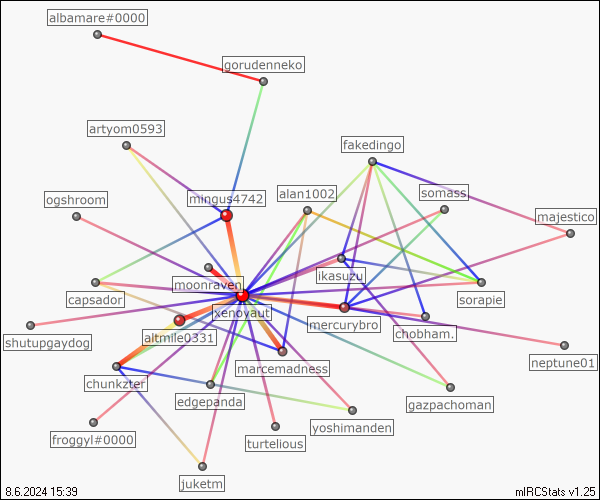 albamare#0000
gorudenneko
artyom0593
fakedingo
ogshroom
mingus4742
alan1002
somass
majestico
moonraven
ikasuzu
capsador
xenoyaut
sorapie
shutupgaydog
altmile0331
mercurybro
chobham.
neptune01
chunkzter
marcemadness
edgepanda
gazpachoman
yoshimanden
froggyl#0000
turtelious
juketm
8.6.2024 15:39
mIRCStats v1.25